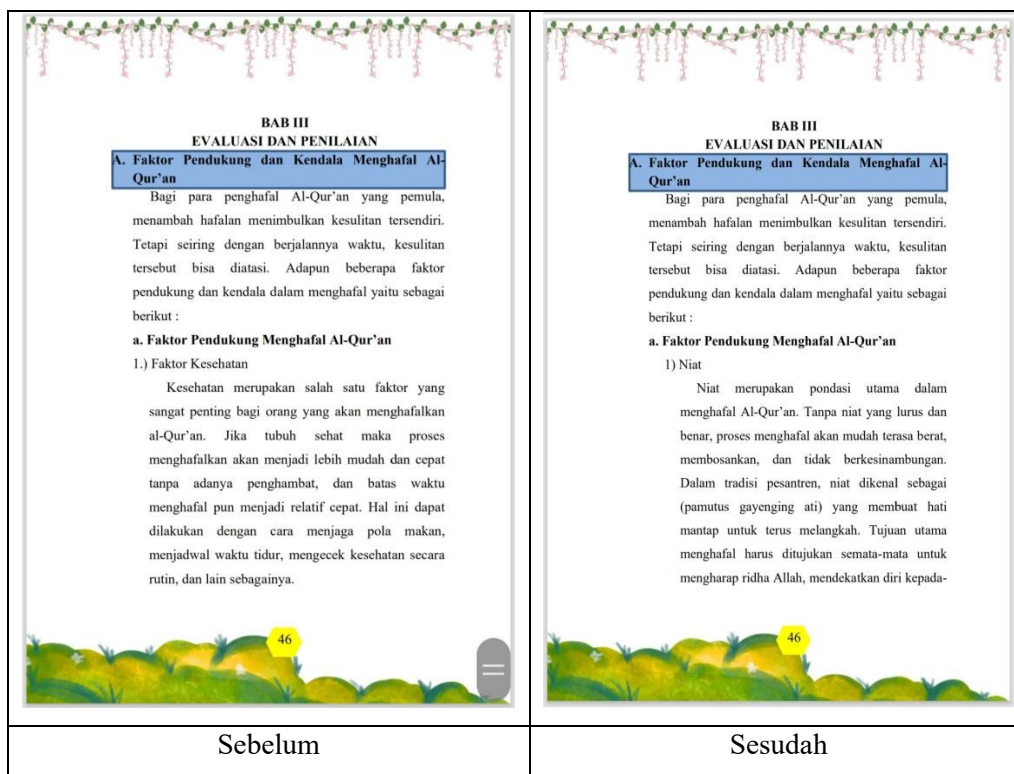 BAB III
EVALUASI DAN PENILAIAN
A. Faktor Pendukung dan Kendala Menghafal Al-
Qur'an
Bagi para penghafal Al-Qur'an yang pemula,
menambah hafalan menimbulkan kesulitan tersendiri.
Tetapi seiring dengan berjalannya waktu, kesulitan
tersebut bisa diatasi. Adapun beberapa faktor
pendukung dan kendala dalam menghafal yaitu sebagai
berikut :
a. Faktor Pendukung Menghafal Al-Qur'an
1.) Faktor Kesehatan
Kesehatan merupakan salah satu faktor yang
sangat penting bagi orang yang akan menghafalkan
al-Qur'an. Jika tubuh sehat maka proses
menghafalkan akan menjadi lebih mudah dan cepat
tanpa adanya penghambat, dan batas waktu
menghafal pun menjadi relatif cepat. Hal ini dapat
dilakukan dengan cara menjaga pola makan,
menjadwal waktu tidur, mengecek kesehatan secara
rutin, dan lain sebagainya.
46
Sebelum
BAB III
EVALUASI DAN PENILAIAN
A. Faktor Pendukung dan Kendala Menghafal Al-
Qur'an
Bagi para penghafal Al-Qur'an yang pemula,
menambah hafalan menimbulkan kesulitan tersendiri.
Tetapi seiring dengan berjalannya waktu, kesulitan
tersebut bisa diatasi. Adapun beberapa faktor
pendukung dan kendala dalam menghafal yaitu sebagai
berikut :
a. Faktor Pendukung Menghafal Al-Qur'an
1) Niat
Niat merupakan pondasi utama dalam
menghafal Al-Qur'an. Tanpa niat yang lurus dan
benar, proses menghafal akan mudah terasa berat,
membosankan, dan tidak berkesinambungan.
Dalam tradisi pesantren, niat dikenal sebagai
(pamutus gayenging ati) yang membuat hati
mantap untuk terus melangkah. Tujuan utama
menghafal harus ditujukan semata-mata untuk
mengharap ridha Allah, mendekatkan diri kepada-
46
Sesudah